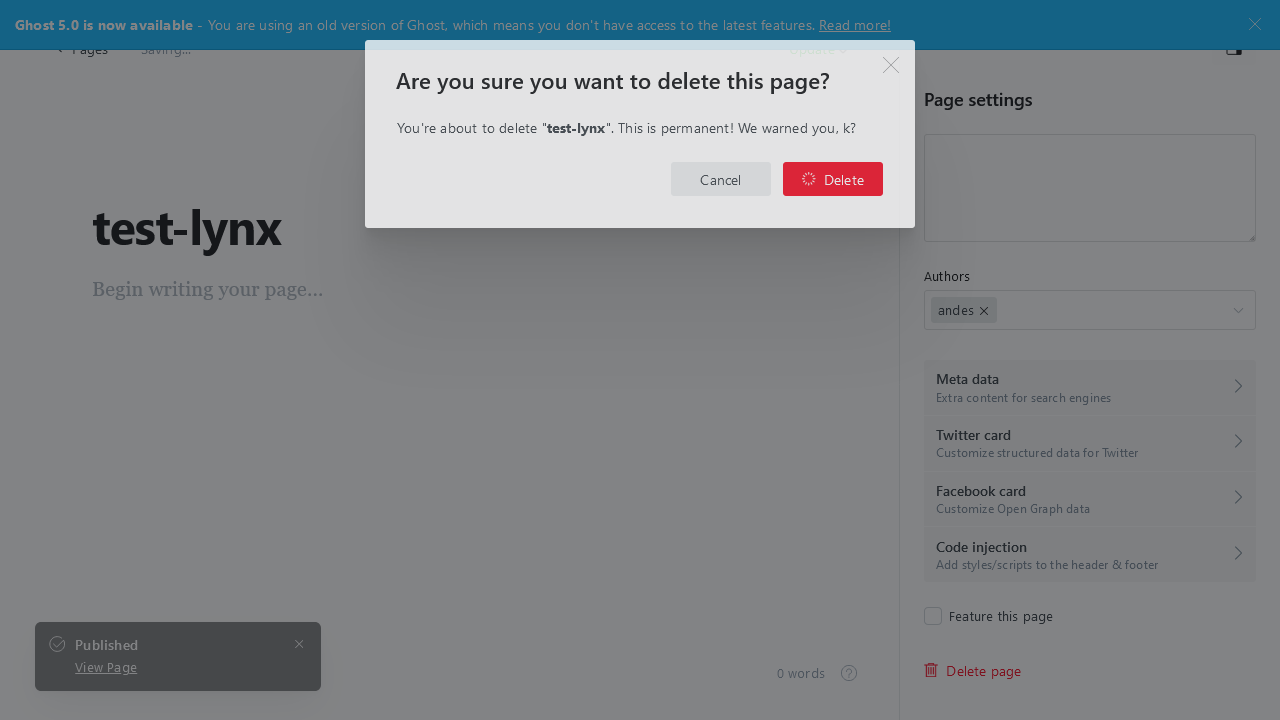 Ghost 5.0 is now available - You are using an old version of Ghost, which means you don't have access to the latest features. Read more!
Pages
Saving...
Update
Are you sure you want to delete this page?
You're about to delete "test-lynx". This is permanent! We warned you, k?
Cancel
Delete
test-lynx
Begin writing your page...
Page settings
Authors
andes
Meta data
Extra content for search engines
Twitter card
Customize structured data for Twitter
Facebook card
Customize Open Graph data
Code injection
Add styles/scripts to the header & footer
Feature this page
Delete page
Published
View Page
0 words